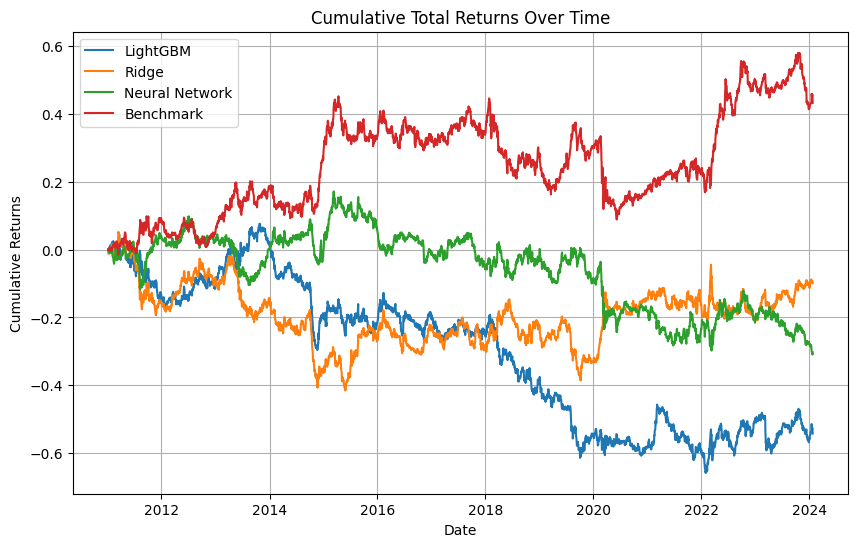 Cumulative Total Returns Over Time
LightGBM
Ridge
Neural Network
Benchmark
Cumulative Returns
0.6
0.4
0.2
0.0
−0.2
−0.4
−0.6
2012 2014 2016 2018 2020 2022 2024
Date